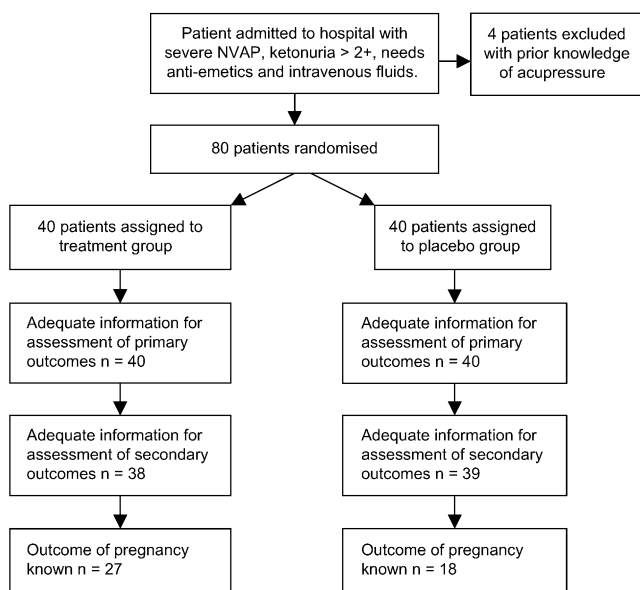 Patient admitted to hospital with
severe NVAP, ketonuria > 2+, needs
anti-emetics and intravenous fluids.
4 patients excluded
with prior knowledge
of acupressure
80 patients randomised
40 patients assigned to
treatment group
40 patients assigned
to placebo group
Adequate information for
assessment of primary
outcomes n = 40
Adequate information for
assessment of primary
outcomes n = 40
Adequate information for
assessment of secondary
outcomes n = 38
Adequate information for
assessment of secondary
outcomes n = 39
Outcome of pregnancy
known n = 27
Outcome of pregnancy
known n = 18